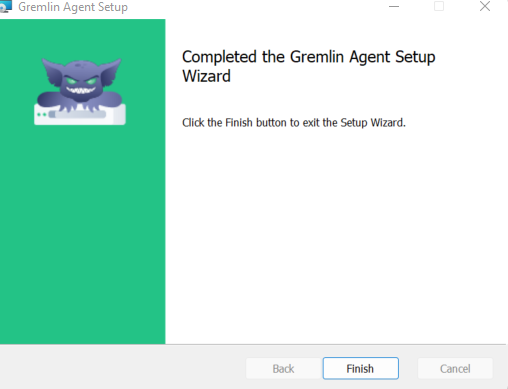 Gremlin Agent Setup
Completed the Gremlin Agent Setup
Wizard
Click the Finish button to exit the Setup Wizard.
Back
Finish
Cancel